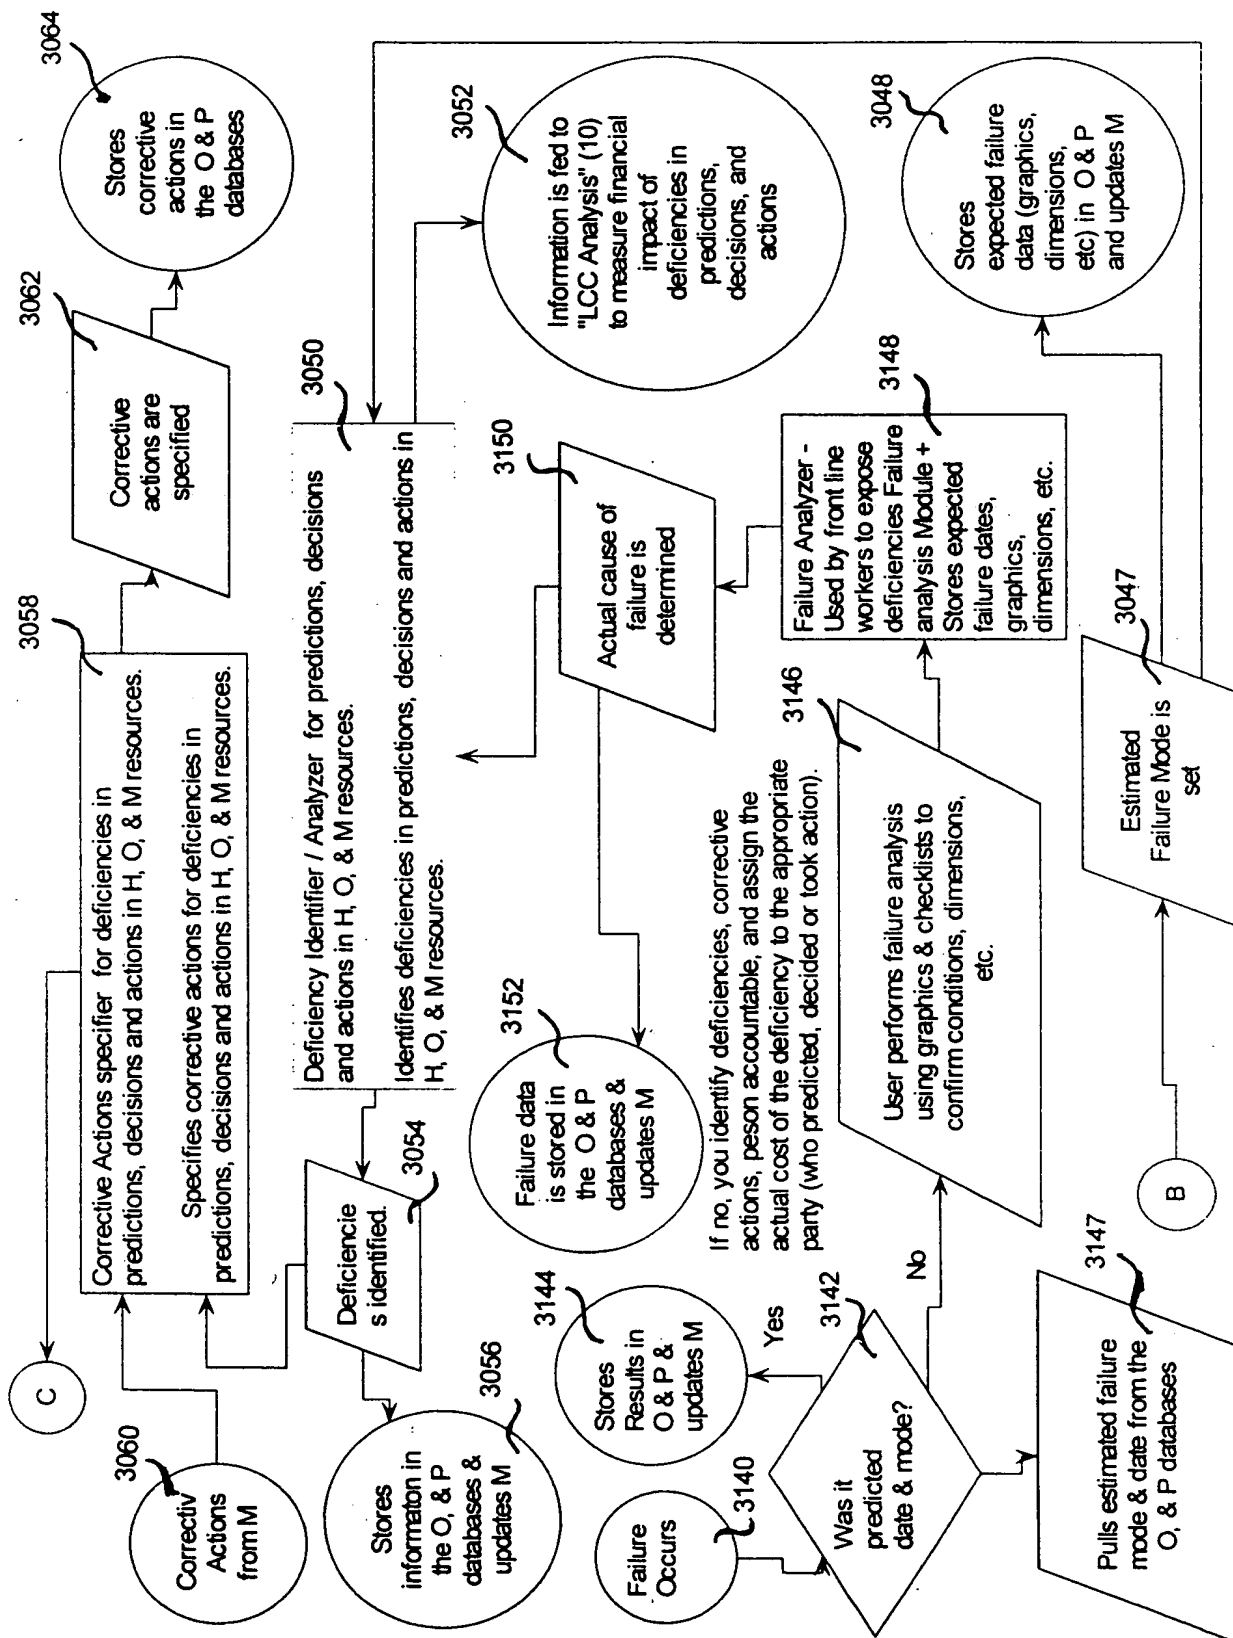 C
3060
Correctiv
Actions
from M
3058
Corrective Actions specifier for deficiencies in
predictions, decisions and actions in H, O, & M resources.
Specifies corrective actions for deficiencies in
predictions, decisions and actions in H, O, & M resources.
3062
Corrective
actions are
specified
3064
Stores
corrective
actions in
the O & P
databases
3056
Stores
informaton in
the O, & P
databases &
updates M
3054
Deficiencie
s identified.
3050
Deficiency Identifier / Analyzer for predictions, decisions
and actions in H, O, & M resources.
Identifies deficiencies in predictions, decisions and actions in
H, O, & M resources.
3052
Information is fed to
"LCC Analysis" (10)
to measure financial
impact of
deficiencies in
predictions,
decisions, and
actions
3152
Failure data
is stored in
the O & P
databases &
updates M
3150
Actual cause of
failure is
determined
3140
Failure
Occurs
3144
Stores
Results in
O & P &
updates M
Yes
3142
Was it
predicted
date & mode?
No
If no, you identify deficiencies, corrective
actions, peson accountable, and assign the
actual cost of the deficiency to the appropriate
party (who predicted, decided or took action).
3146
User performs failure analysis
using graphics & checklists to
confirm conditions, dimensions,
etc.
3148
Failure Analyzer -
Used by front line
workers to expose
deficiencies Failure
analysis Module +
Stores expected
failure dates,
graphics,
dimensions, etc.
3048
Stores
expected failure
data (graphics,
dimensions,
etc) in O & P
and updates M
3147
Pulls estimated failure
mode & date from the
O, & P databases
B
3047
Estimated
Failure Mode is
set